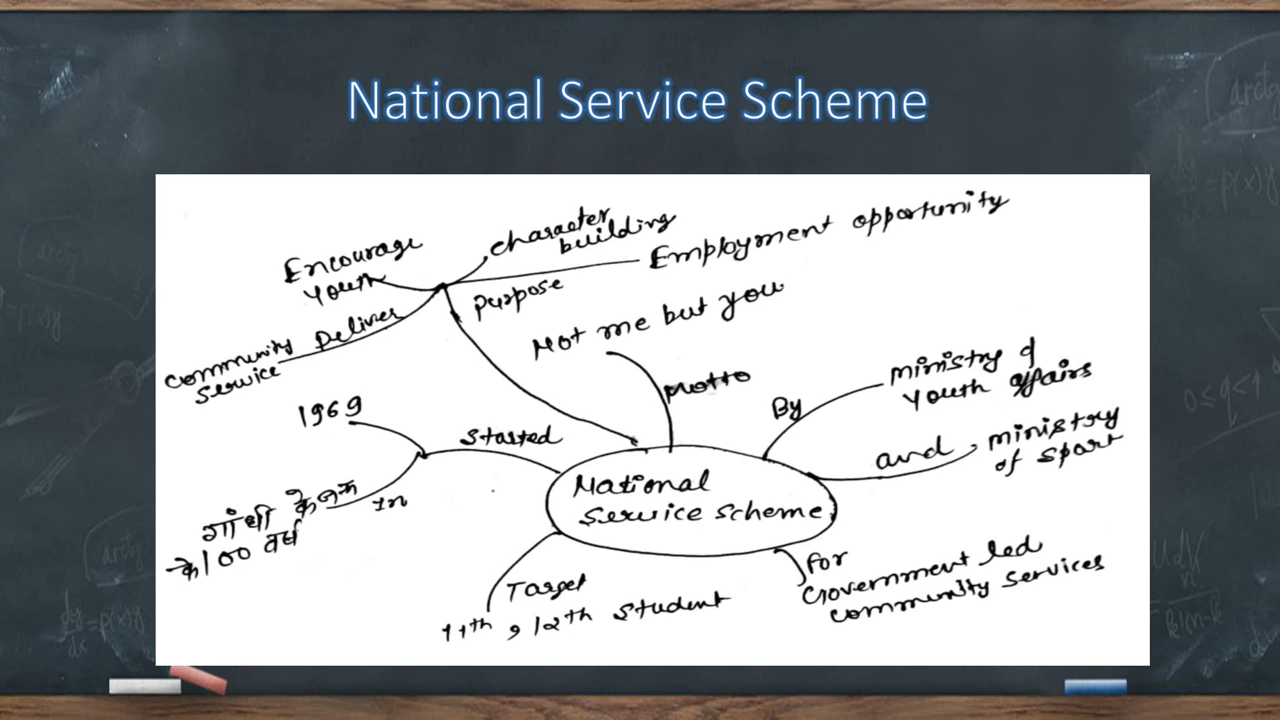 National Service Scheme
Encourage
Youth
character
building
Employment opportunity
Purpose
Community Deliver
Service
Not me but you
Motto
By
ministry of
Youth affairs
and
ministry
of sport
1969
Started
In
गांधी के
के 100 वर्ष
National
Service Scheme
Target
11th, 12th Student
for
Government led
community services